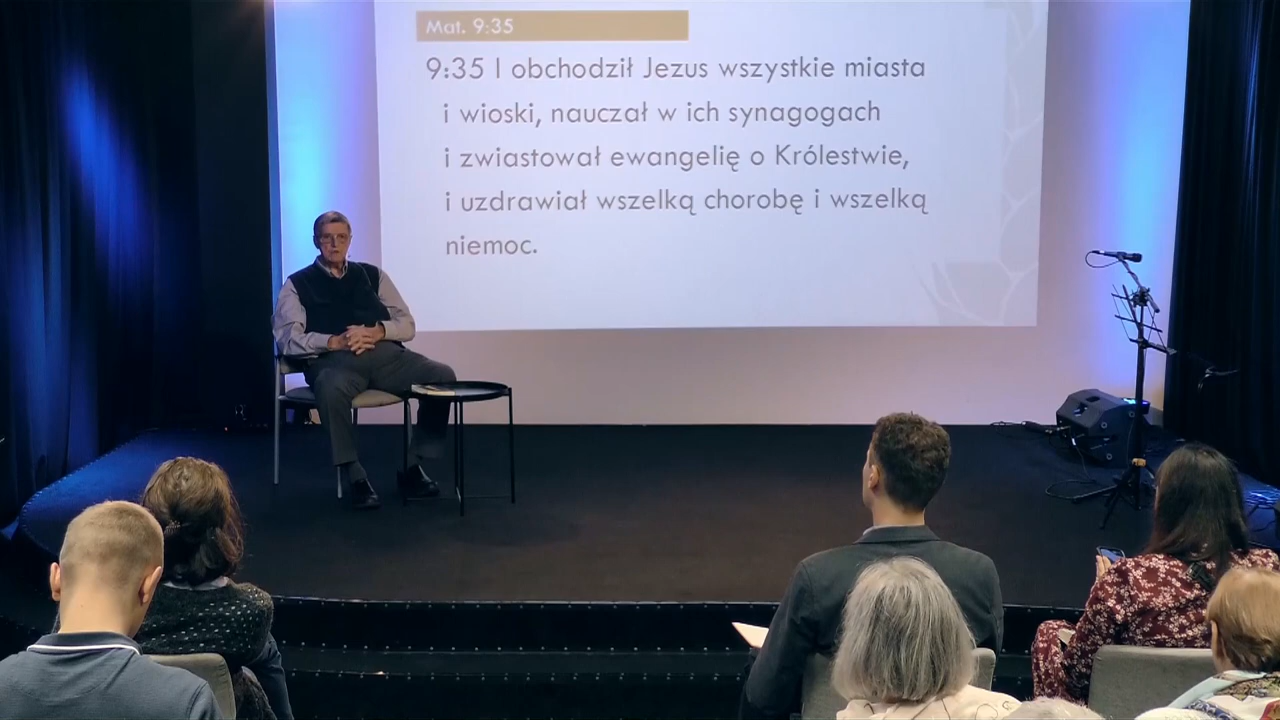 Mat. 9:35
9:35 I obchodził Jezus wszystkie miasta
i wioski, nauczał w ich synagogach
i zwiastował ewangelię o Królestwie,
i uzdrawiał wszelką chorobę i wszelką
niemoc.